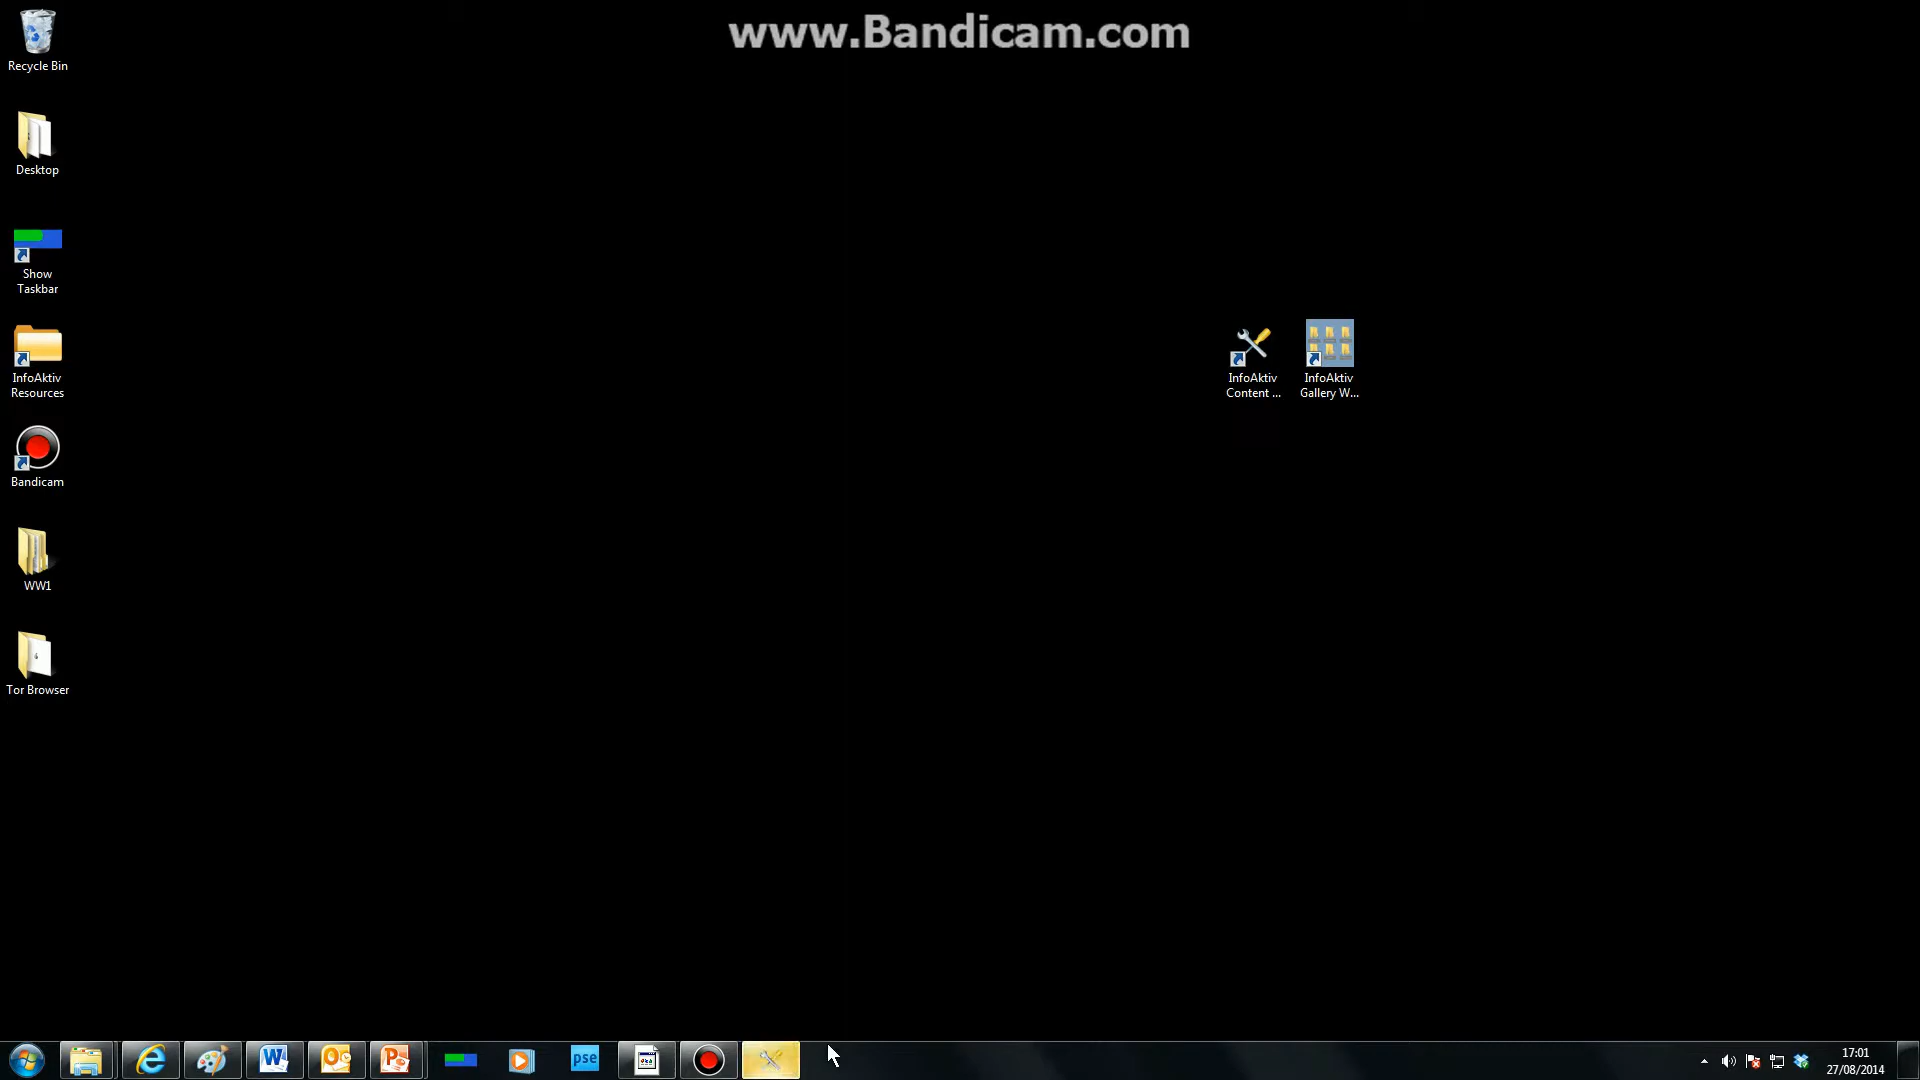 www.Bandicam.com
Recycle Bin
Desktop
Show
Taskbar
InfoAktiv
Resources
Bandicam
WW1
Tor Browser
InfoAktiv
Content ...
InfoAktiv
Gallery W...
pse
17:01
27/08/2014